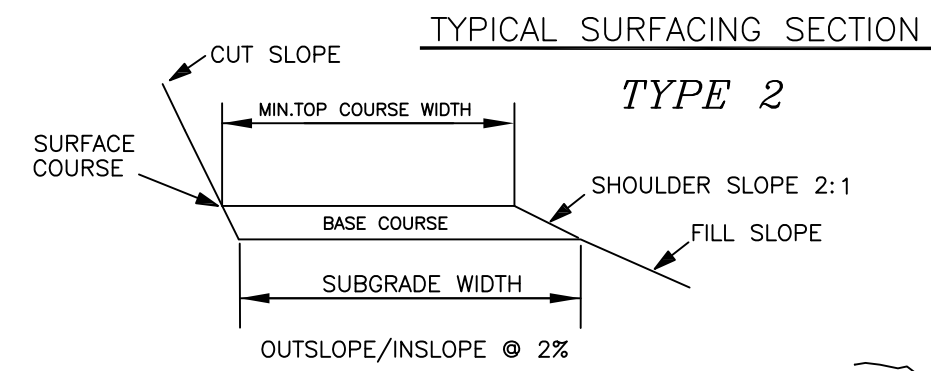 TYPICAL SURFACING SECTION
TYPE 2
CUT SLOPE
MIN.TOP COURSE WIDTH
SURFACE
COURSE
SHOULDER SLOPE 2:1
BASE COURSE
FILL SLOPE
SUBGRADE WIDTH
OUTSLOPE/INSLOPE @ 2%